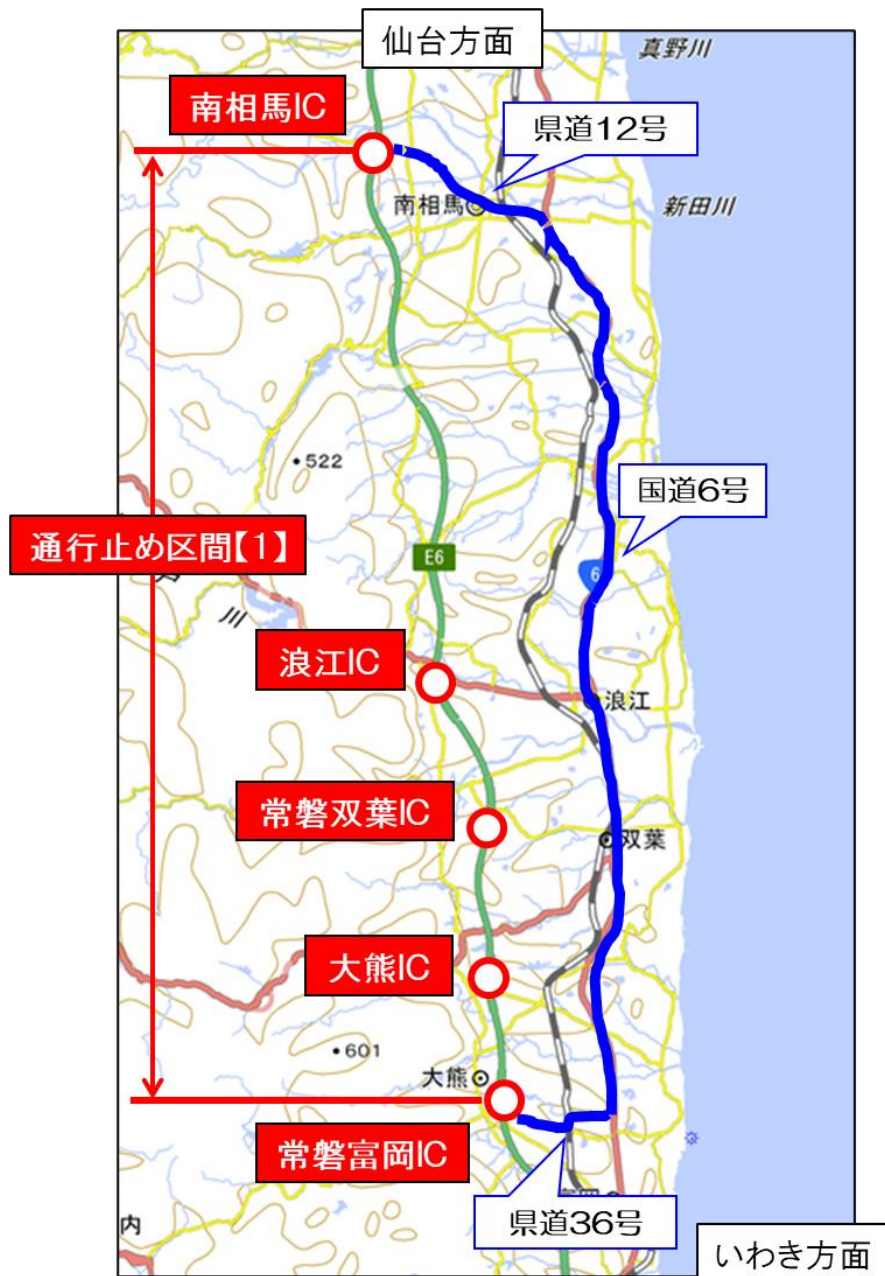 仙台方面
真野川
南相馬IC
県道12号
南相馬
新田川
522
国道6号
通行止め区間【1】
E6
6
川
浪江IC
浪江
常磐双葉IC
双葉
大熊IC
601
大熊
常磐富岡IC
県道36号
内
いわき方面